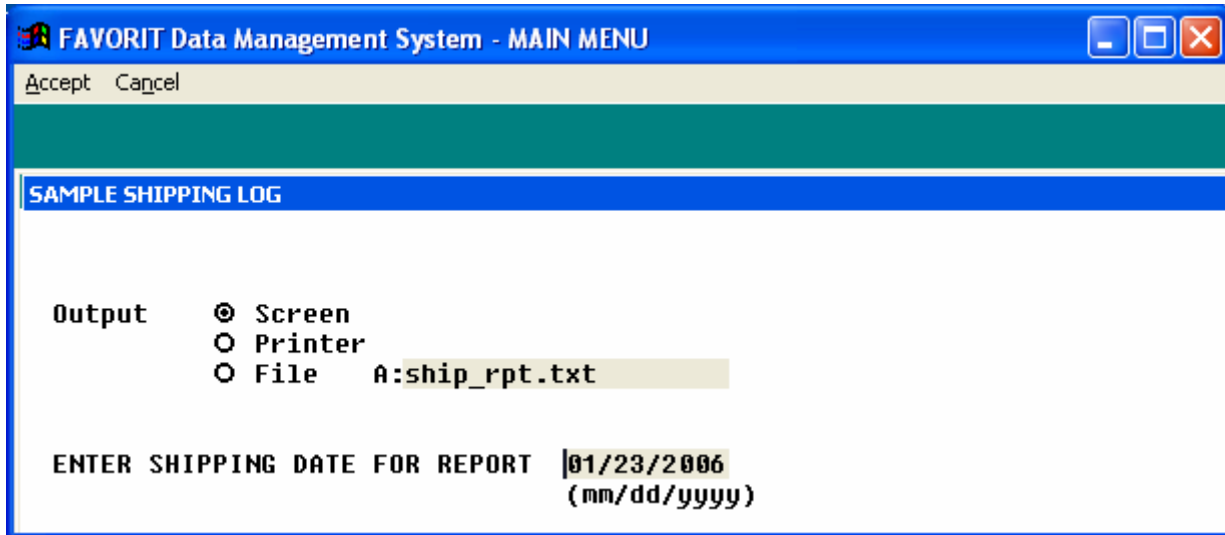 FAVORIT Data Management System - MAIN MENU
Accept Cancel
SAMPLE SHIPPING LOG
Output Screen
Printer
File A:ship_rpt.txt
ENTER SHIPPING DATE FOR REPORT 01/23/2006
(mm/dd/yyyy)